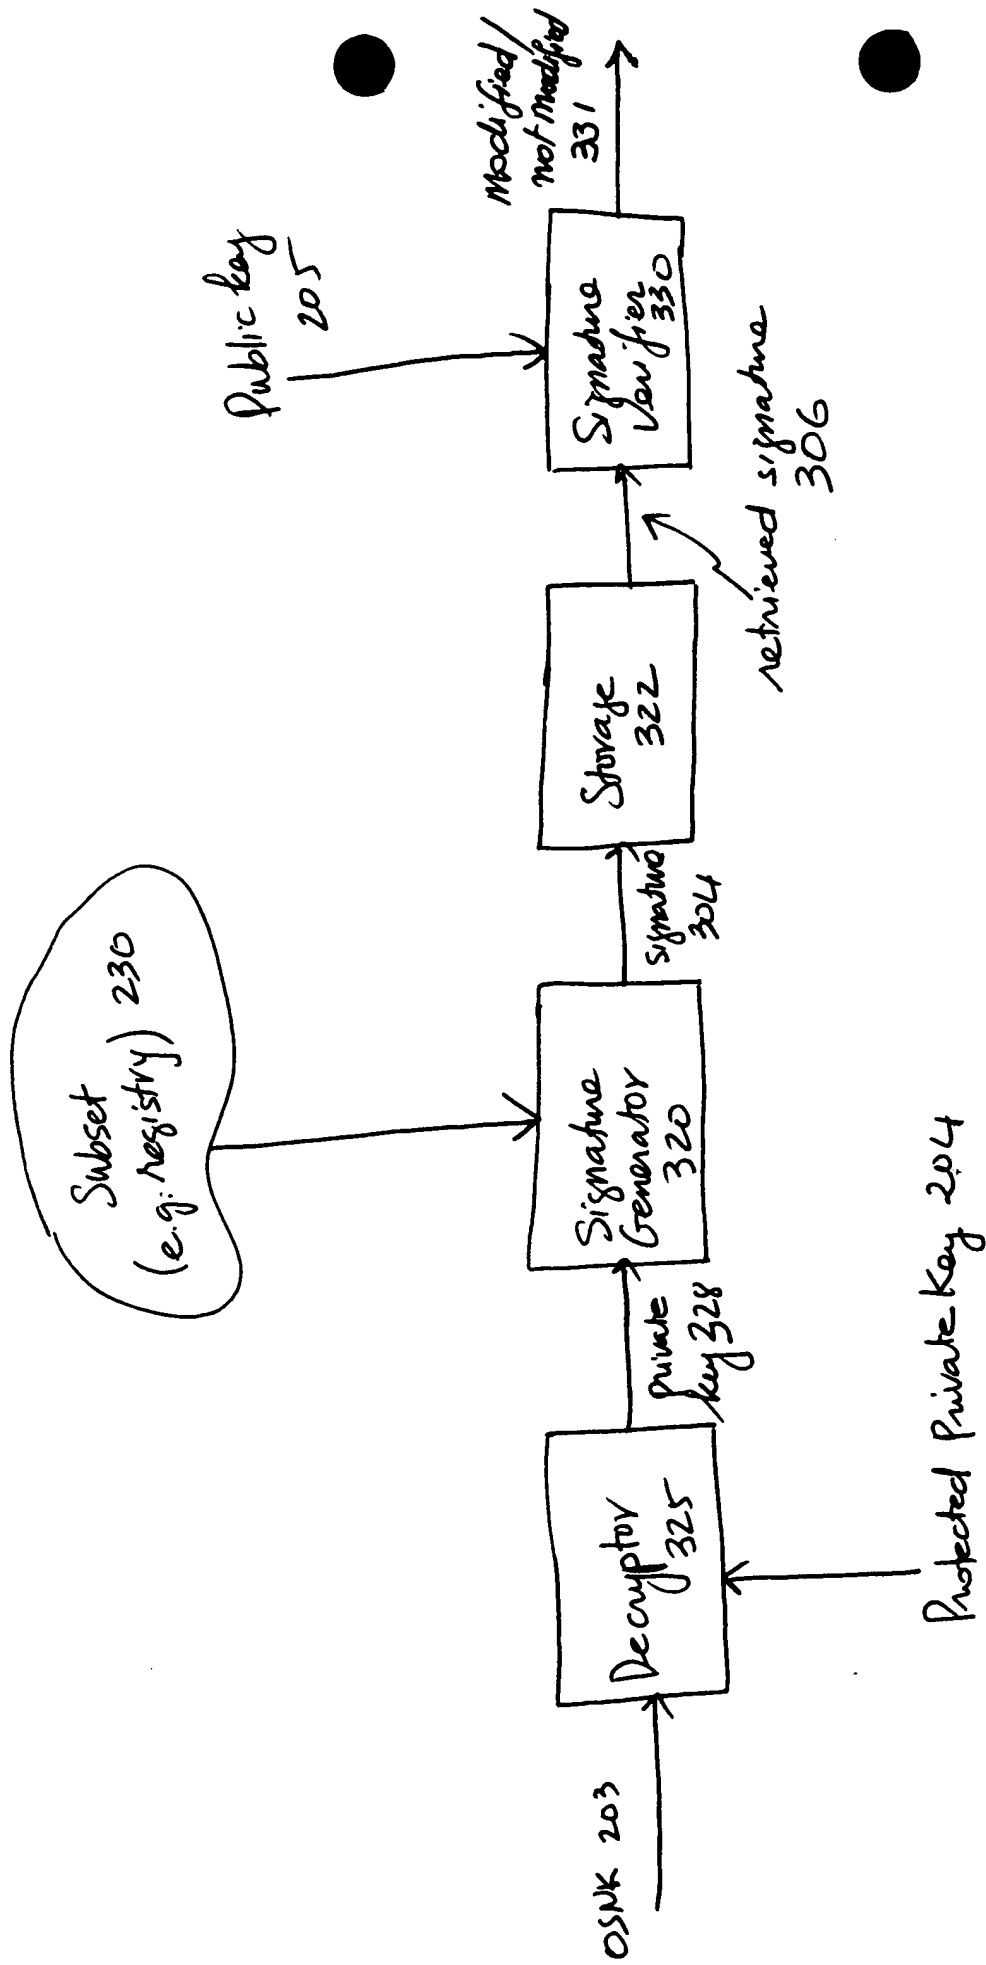 OSNK 203
Decryptor
325
Protected Private Key 204
private
key 328
Subset
(e.g. registry) 230
Signature
Generator
320
signature
304
Storage
322
retrieved signature
306
Public key
205
Signature
Verifier
330
Modified/
not modified
331